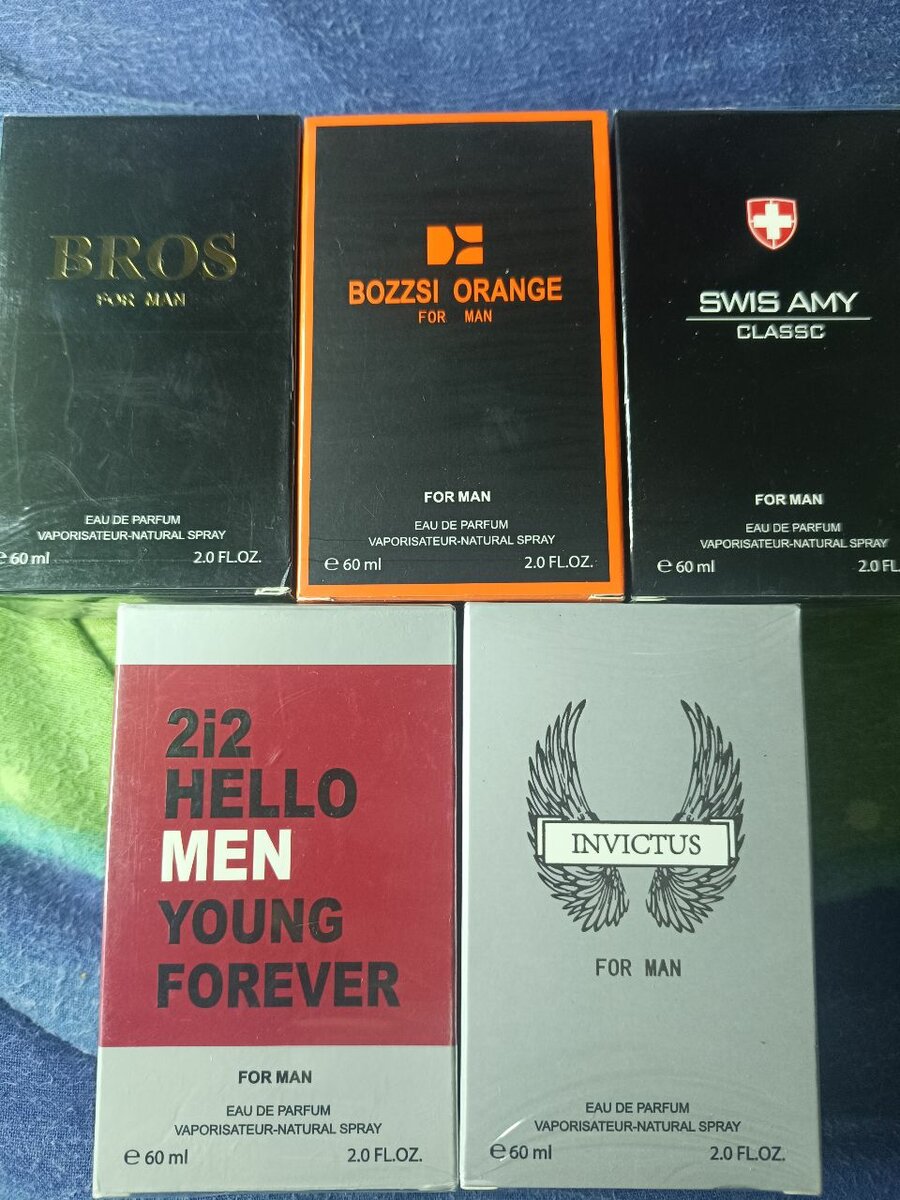 BROS
FOR MAN
EAU DE PARFUM
VAPORISATEUR-NATURAL SPRAY
e 60 ml 2.0 FL.OZ.
BOZZSI ORANGE
FOR MAN
FOR MAN
EAU DE PARFUM
VAPORISATEUR-NATURAL SPRAY
e 60 ml 2.0 FL.OZ.
SWIS AMY
CLASSC
FOR MAN
EAU DE PARFUM
VAPORISATEUR-NATURAL SPRAY
e 60 ml 2.0 FL
2i2
HELLO
MEN
YOUNG
FOREVER
FOR MAN
EAU DE PARFUM
VAPORISATEUR-NATURAL SPRAY
e 60 ml 2.0 FL.OZ.
INVICTUS
FOR MAN
EAU DE PARFUM
VAPORISATEUR-NATURAL SPRAY
e 60 ml 2.0 FL.OZ.